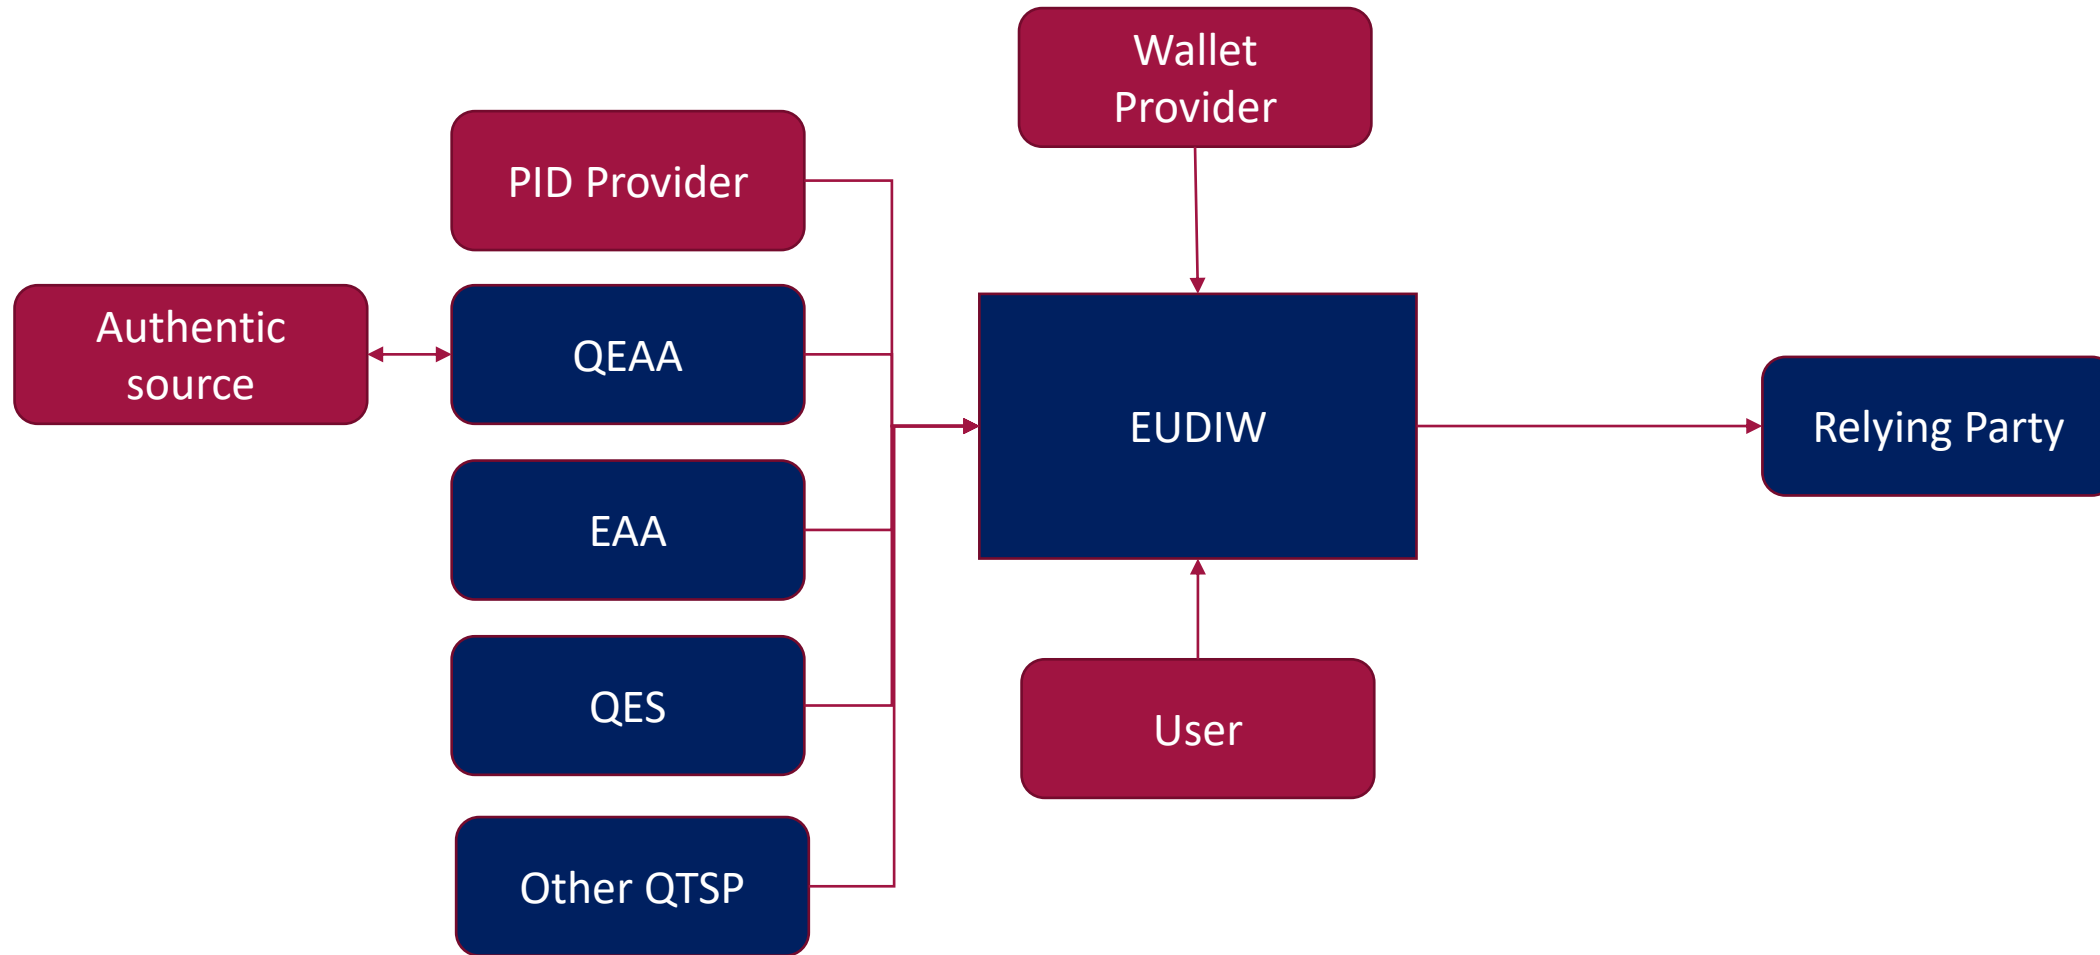 Wallet
Provider
PID Provider
Authentic
source
QEAA
EUDIW
Relying Party
EAA
QES
User
Other QTSP